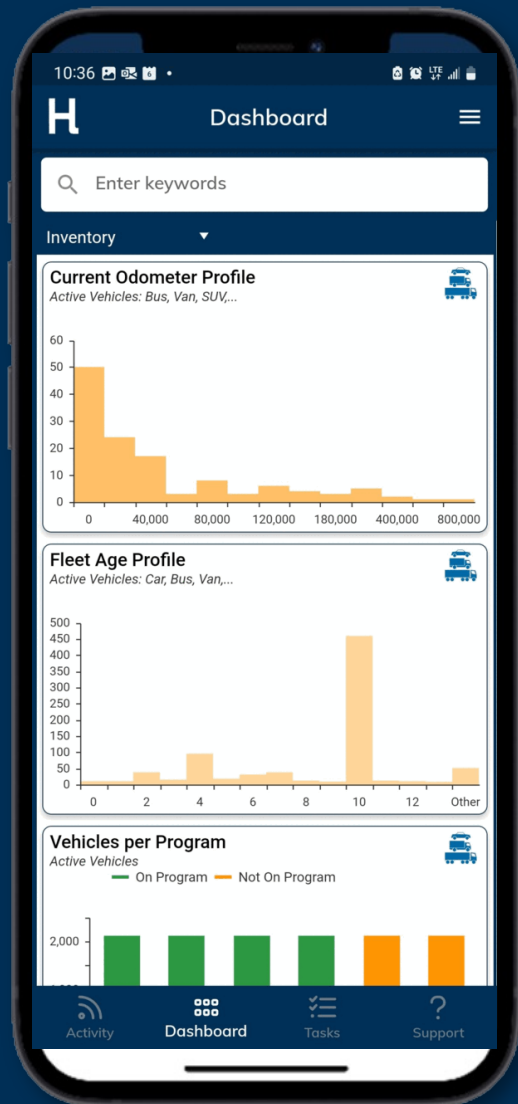 10:36 6 • LTE
H
Dashboard
Enter keywords
Inventory
Current Odometer Profile
Active Vehicles: Bus, Van, SUV,...
60
50
40
30
20
10
0
0 40,000 80,000 120,000 180,000 400,000 800,000
Fleet Age Profile
Active Vehicles: Car, Bus, Van,...
500
450
400
350
300
250
200
150
100
50
0
0 2 4 6 8 10 12 Other
Vehicles per Program
Active Vehicles
On Program Not On Program
2,000
Activity Dashboard Tasks Support